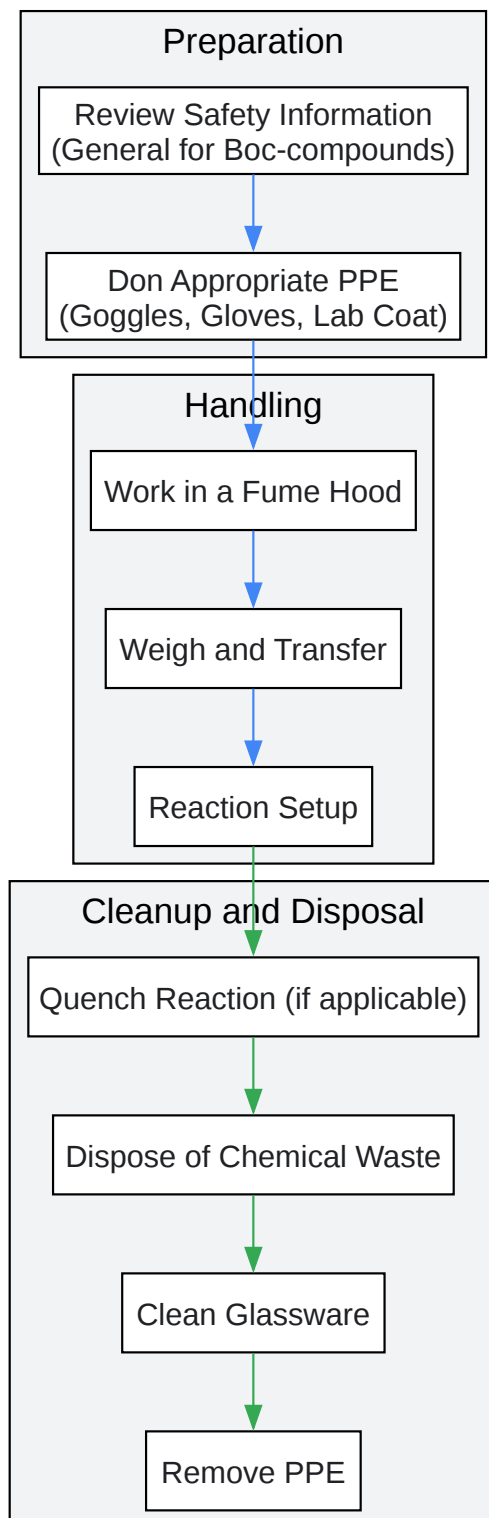 Preparation
Review Safety Information
(General for Boc-compounds)
Don Appropriate PPE
(Goggles, Gloves, Lab Coat)
Handling
Work in a Fume Hood
Weigh and Transfer
Reaction Setup
Cleanup and Disposal
Quench Reaction (if applicable)
Dispose of Chemical Waste
Clean Glassware
Remove PPE